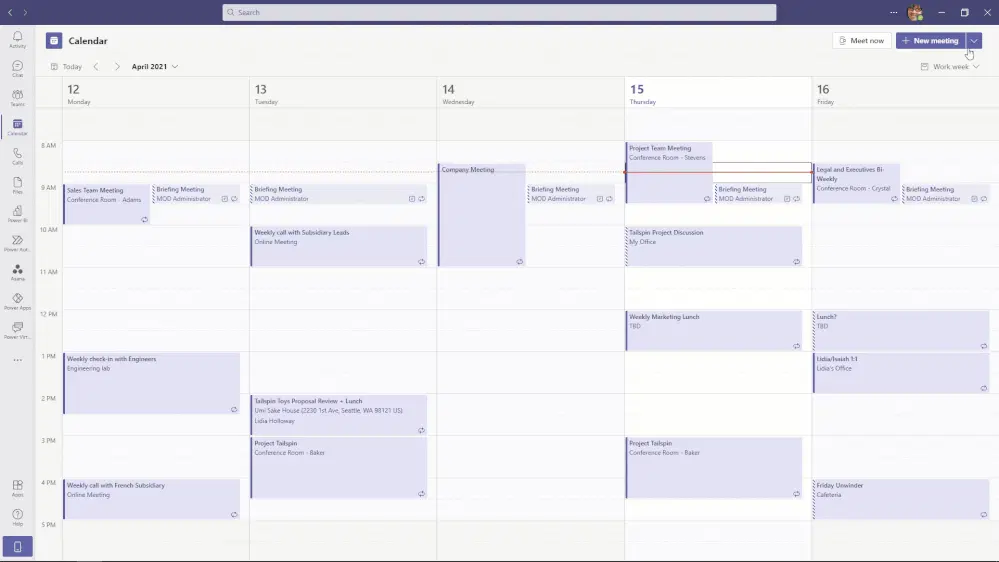 Search
Activity
Chat
Teams
Calendar
Calls
Files
Power BI
Power Aut...
Asana
Power Apps
Power Virt...
Apps
Help
Calendar
Meet now
New meeting
Today
April 2021
Work week
12
Monday
13
Tuesday
14
Wednesday
15
Thursday
16
Friday
8 AM
9 AM
10 AM
11 AM
12 PM
1 PM
2 PM
3 PM
4 PM
5 PM
Sales Team Meeting
Conference Room - Adams
Briefing Meeting
MOD Administrator
Weekly check-in with Engineers
Engineering lab
Weekly call with French Subsidiary
Online Meeting
Briefing Meeting
MOD Administrator
Weekly call with Subsidiary Leads
Online Meeting
Tailspin Toys Proposal Review + Lunch
Umi Sake House (2230 1st Ave, Seattle, WA 98121 US)
Lidia Holloway
Project Tailspin
Conference Room - Baker
Company Meeting
Briefing Meeting
MOD Administrator
Project Team Meeting
Conference Room - Stevens
Briefing Meeting
MOD Administrator
Tailspin Project Discussion
My Office
Weekly Marketing Lunch
TBD
Project Tailspin
Conference Room - Baker
Legal and Executives Bi-
Weekly
Conference Room - Crystal
Briefing Meeting
MOD Administrator
Lunch?
TBD
Lidia/Isaiah 1:1
Lidia's Office
Friday Unwinder
Cafeteria